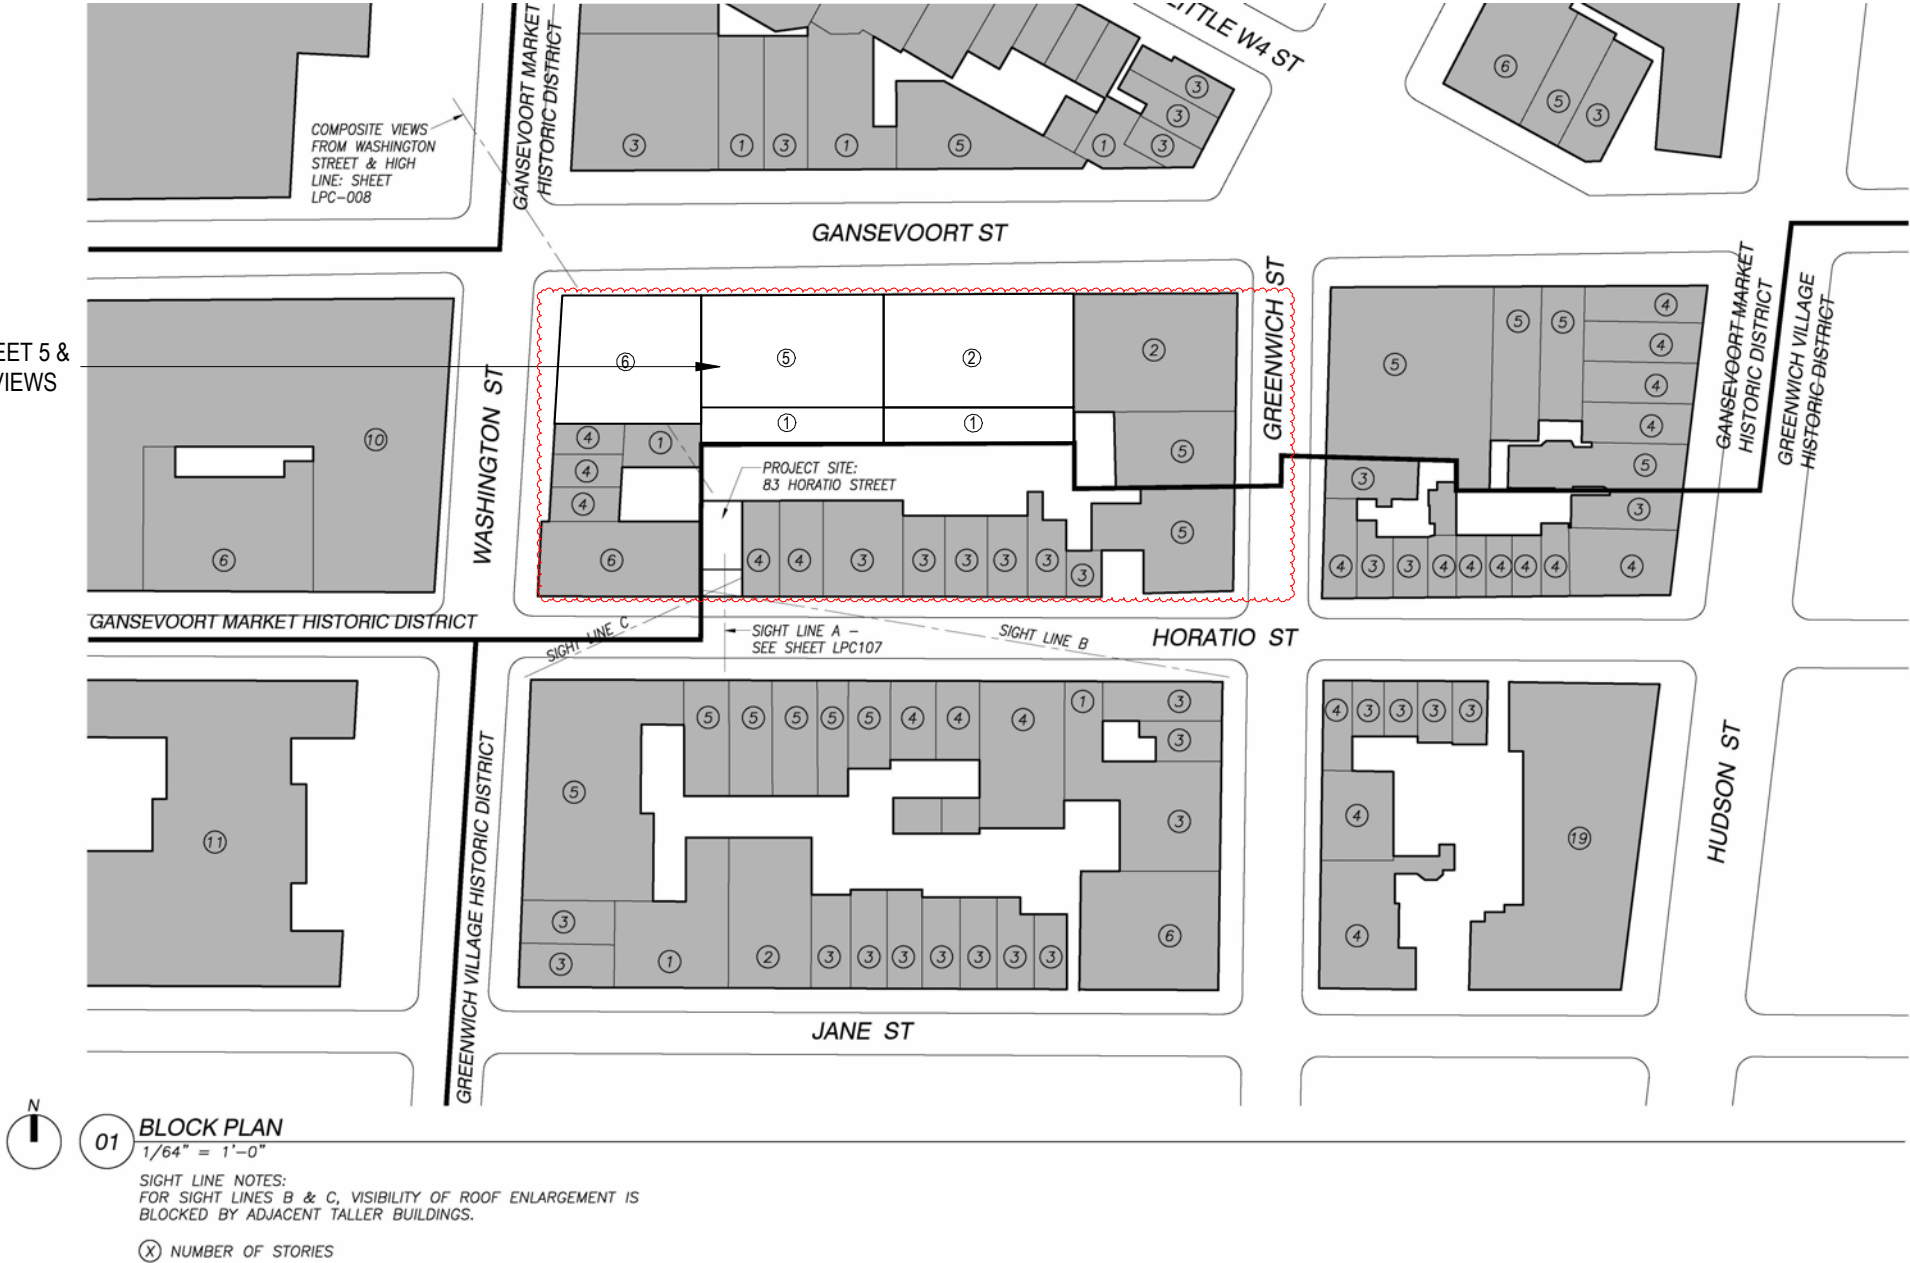 LITTLE W4 ST
GANSEVOORT MARKET
HISTORIC DISTRICT
COMPOSITE VIEWS
FROM WASHINGTON
STREET & HIGH
LINE: SHEET
LPC-008
6
5
3
3
3
3
3
1
3
1
5
1
GANSEVOORT ST
GREENWICH ST
GANSEVOORT MARKET
HISTORIC DISTRICT
GREENWICH VILLAGE
HISTORIC DISTRICT
5 &
VIEWS
WASHINGTON ST
10
6
6
5
2
2
1
1
4
1
4
4
6
5
5
PROJECT SITE:
83 HORATIO STREET
4
4
3
3
3
3
3
3
5
5
5
4
4
4
4
5
3
3
4
3
3
4
4
4
4
4
4
GANSEVOORT MARKET HISTORIC DISTRICT
SIGHT LINE C
SIGHT LINE A -
SEE SHEET LPC107
SIGHT LINE B
HORATIO ST
GREENWICH VILLAGE HISTORIC DISTRICT
HUDSON ST
11
5
5
5
5
5
5
4
4
4
1
3
3
3
6
3
3
1
2
3
3
3
3
3
3
3
4
3
3
3
3
4
4
19
JANE ST
N
01
BLOCK PLAN
1/64" = 1'-0"
SIGHT LINE NOTES:
FOR SIGHT LINES B & C, VISIBILITY OF ROOF ENLARGEMENT IS
BLOCKED BY ADJACENT TALLER BUILDINGS.
X NUMBER OF STORIES